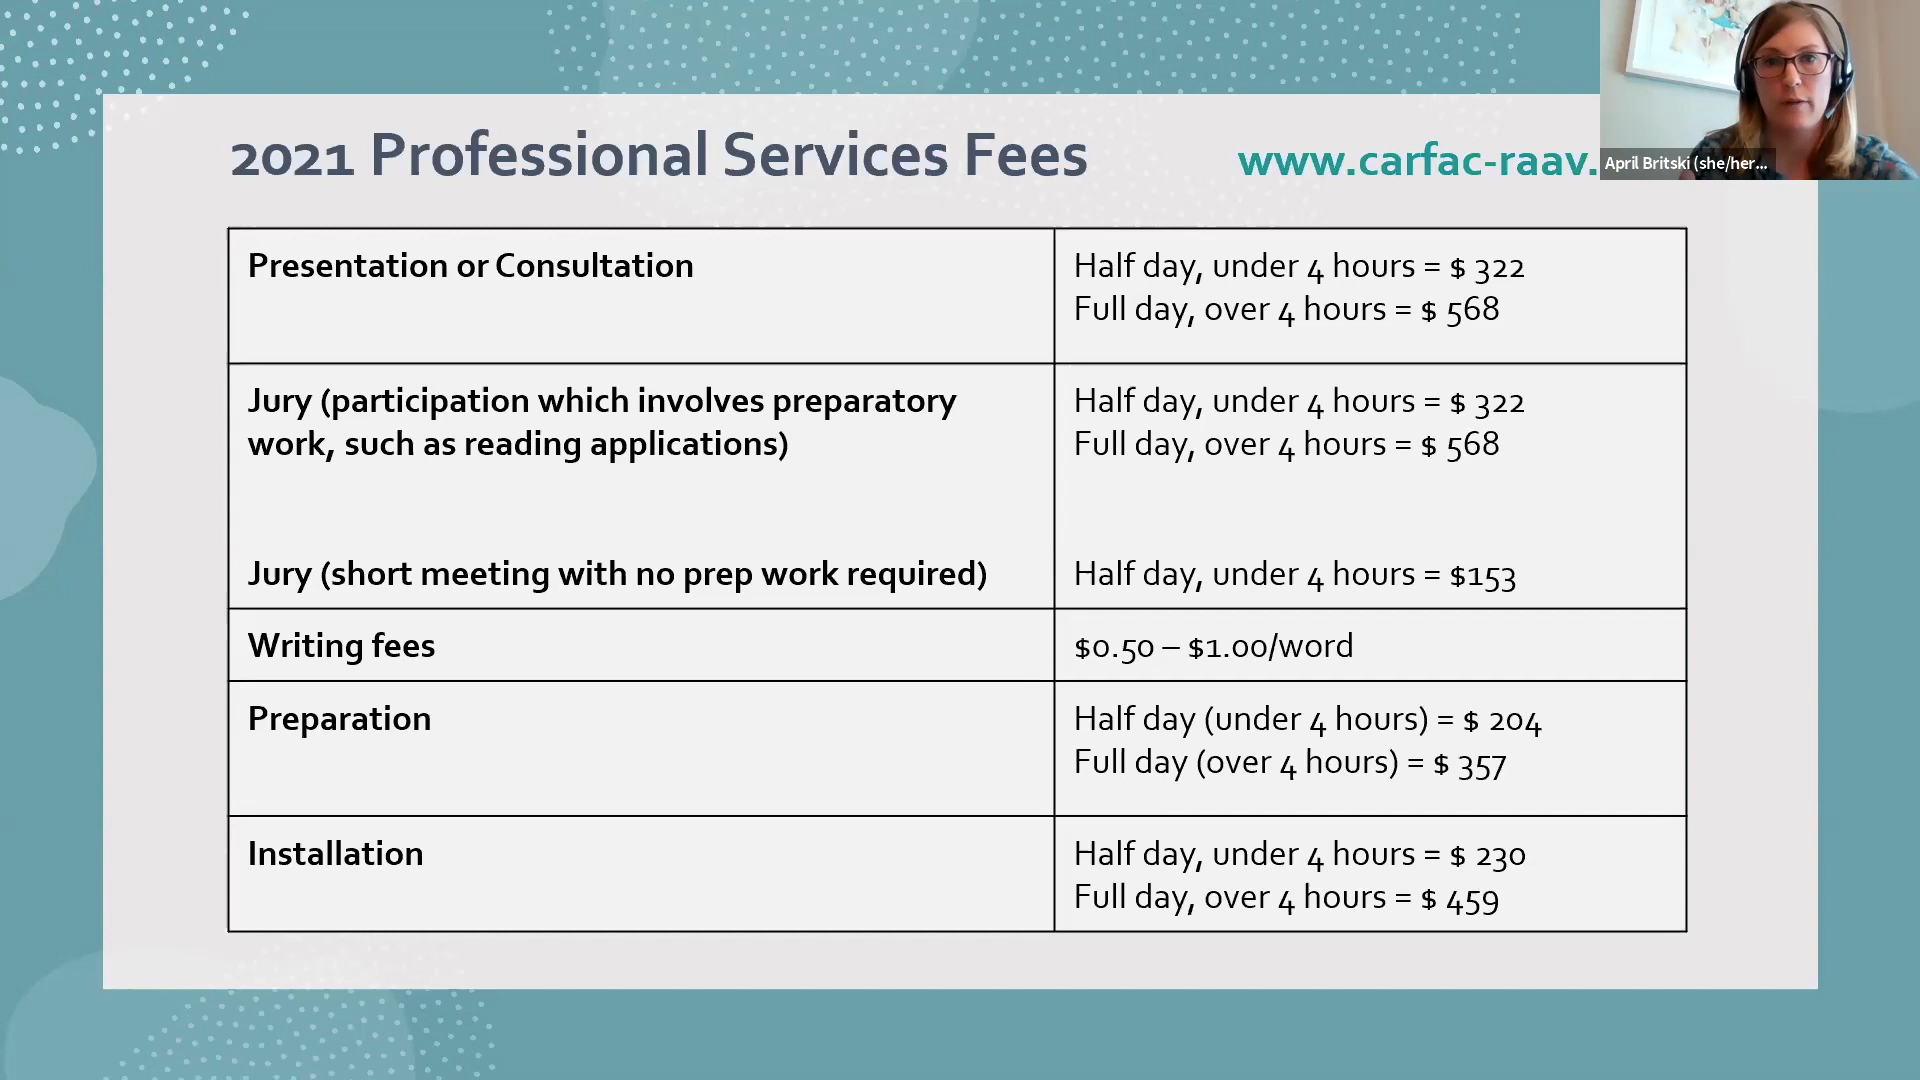 2021 Professional Services Fees
www.carfac-raav.
April Britski (she/her...
Presentation or Consultation
Half day, under 4 hours = $ 322
Full day, over 4 hours = $ 568
Jury (participation which involves preparatory
work, such as reading applications)
Half day, under 4 hours = $ 322
Full day, over 4 hours = $ 568
Jury (short meeting with no prep work required)
Half day, under 4 hours = $153
Writing fees
$0.50 – $1.00/word
Preparation
Half day (under 4 hours) = $ 204
Full day (over 4 hours) = $ 357
Installation
Half day, under 4 hours = $ 230
Full day, over 4 hours = $ 459